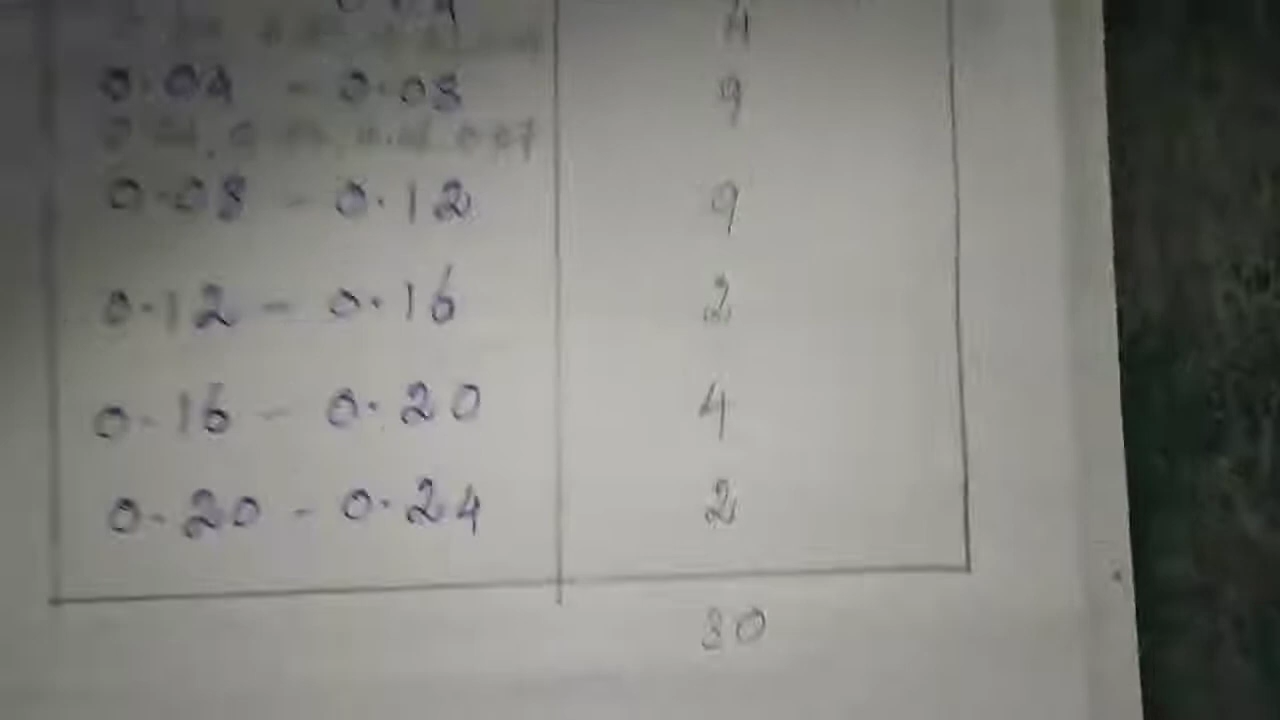 4
0.04 - 0.08 9
0.08 - 0.12 9
0.12 - 0.16 2
0.16 - 0.20 4
0.20 - 0.24 2
30